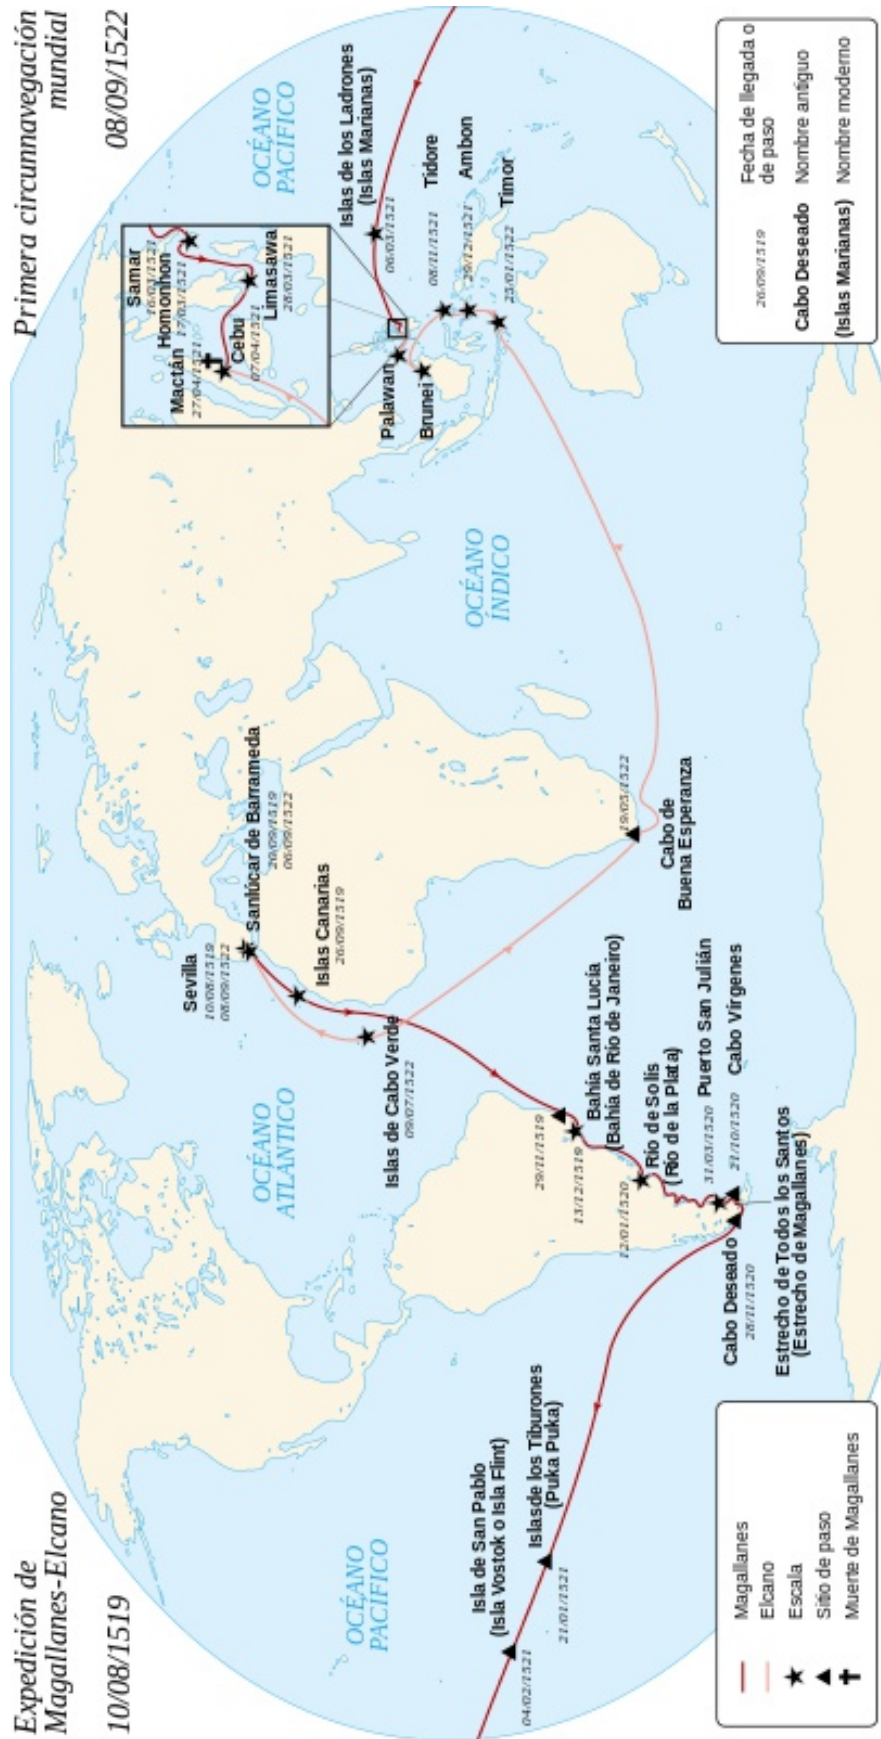 Expedición de
Magallanes-Elcano
10/08/1519
Primera circunnavegación
mundial
08/09/1522
OCÉANO
PACÍFICO
Isla de San Pablo
(Isla Vostok o Isla Flint)
04/02/1521
Islasde los Tiburones
(Puka Puka)
21/01/1521
OCÉANO
ATLÁNTICO
Sevilla
10/08/1519
08/09/1522
Sanlúcar de Barrameda
20/09/1519
06/09/1522
Islas Canarias
26/09/1519
Islas de Cabo Verde
09/07/1522
29/11/1519
Bahía Santa Lucía
(Bahía de Río de Janeiro)
13/12/1519
Río de Solís
(Río de la Plata)
12/01/1520
Puerto San Julián
31/03/1520
Cabo Vírgenes
21/10/1520
Cabo Deseado
28/11/1520
Estrecho de Todos los Santos
(Estrecho de Magallanes)
Cabo de
Buena Esperanza
19/05/1522
OCÉANO
ÍNDICO
OCÉANO
PACÍFICO
Samar
16/03/1521
Homonhon
17/03/1521
Limasawa
28/03/1521
Cebu
07/04/1521
Mactán
27/04/1521
Islas de los Ladrones
(Islas Marianas)
06/03/1521
Palawan
Brunei
Tidore
08/11/1521
Ambon
29/12/1521
Timor
25/01/1522
Magallanes
Elcano
Escala
Sitio de paso
Muerte de Magallanes
26/09/1519 Fecha de llegada o
de paso
Cabo Deseado Nombre antiguo
(Islas Marianas) Nombre moderno